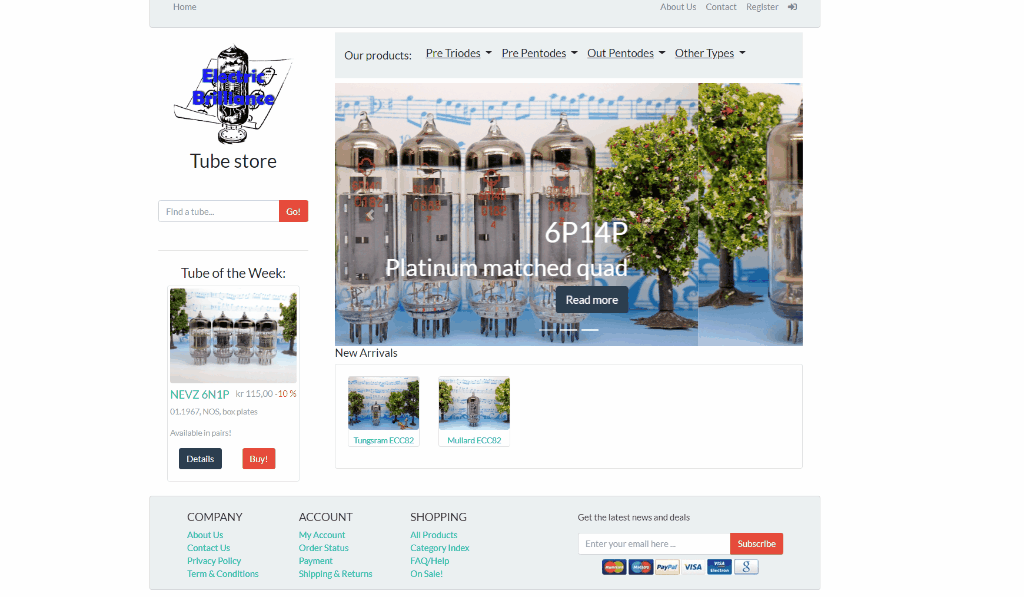 Home
About Us Contact Register
Electric
Brilliance
Tube store
Find a tube...
Go!
Tube of the Week:
NEVZ 6N1P kr 115,00 -10 %
01.1967, NOS, box plates
Available in pairs!
Details
Buy!
Our products: Pre Triodes Pre Pentodes Out Pentodes Other Types
6P14P
Platinum matched quad
Read more
New Arrivals
Tungsram ECC82
Mullard ECC82
COMPANY
About Us
Contact Us
Privacy Policy
Term & Conditions
ACCOUNT
My Account
Order Status
Payment
Shipping & Returns
SHOPPING
All Products
Category Index
FAQ/Help
On Sale!
Get the latest news and deals
Enter your email here ...
Subscribe
PayPal VISA VISA Electron g